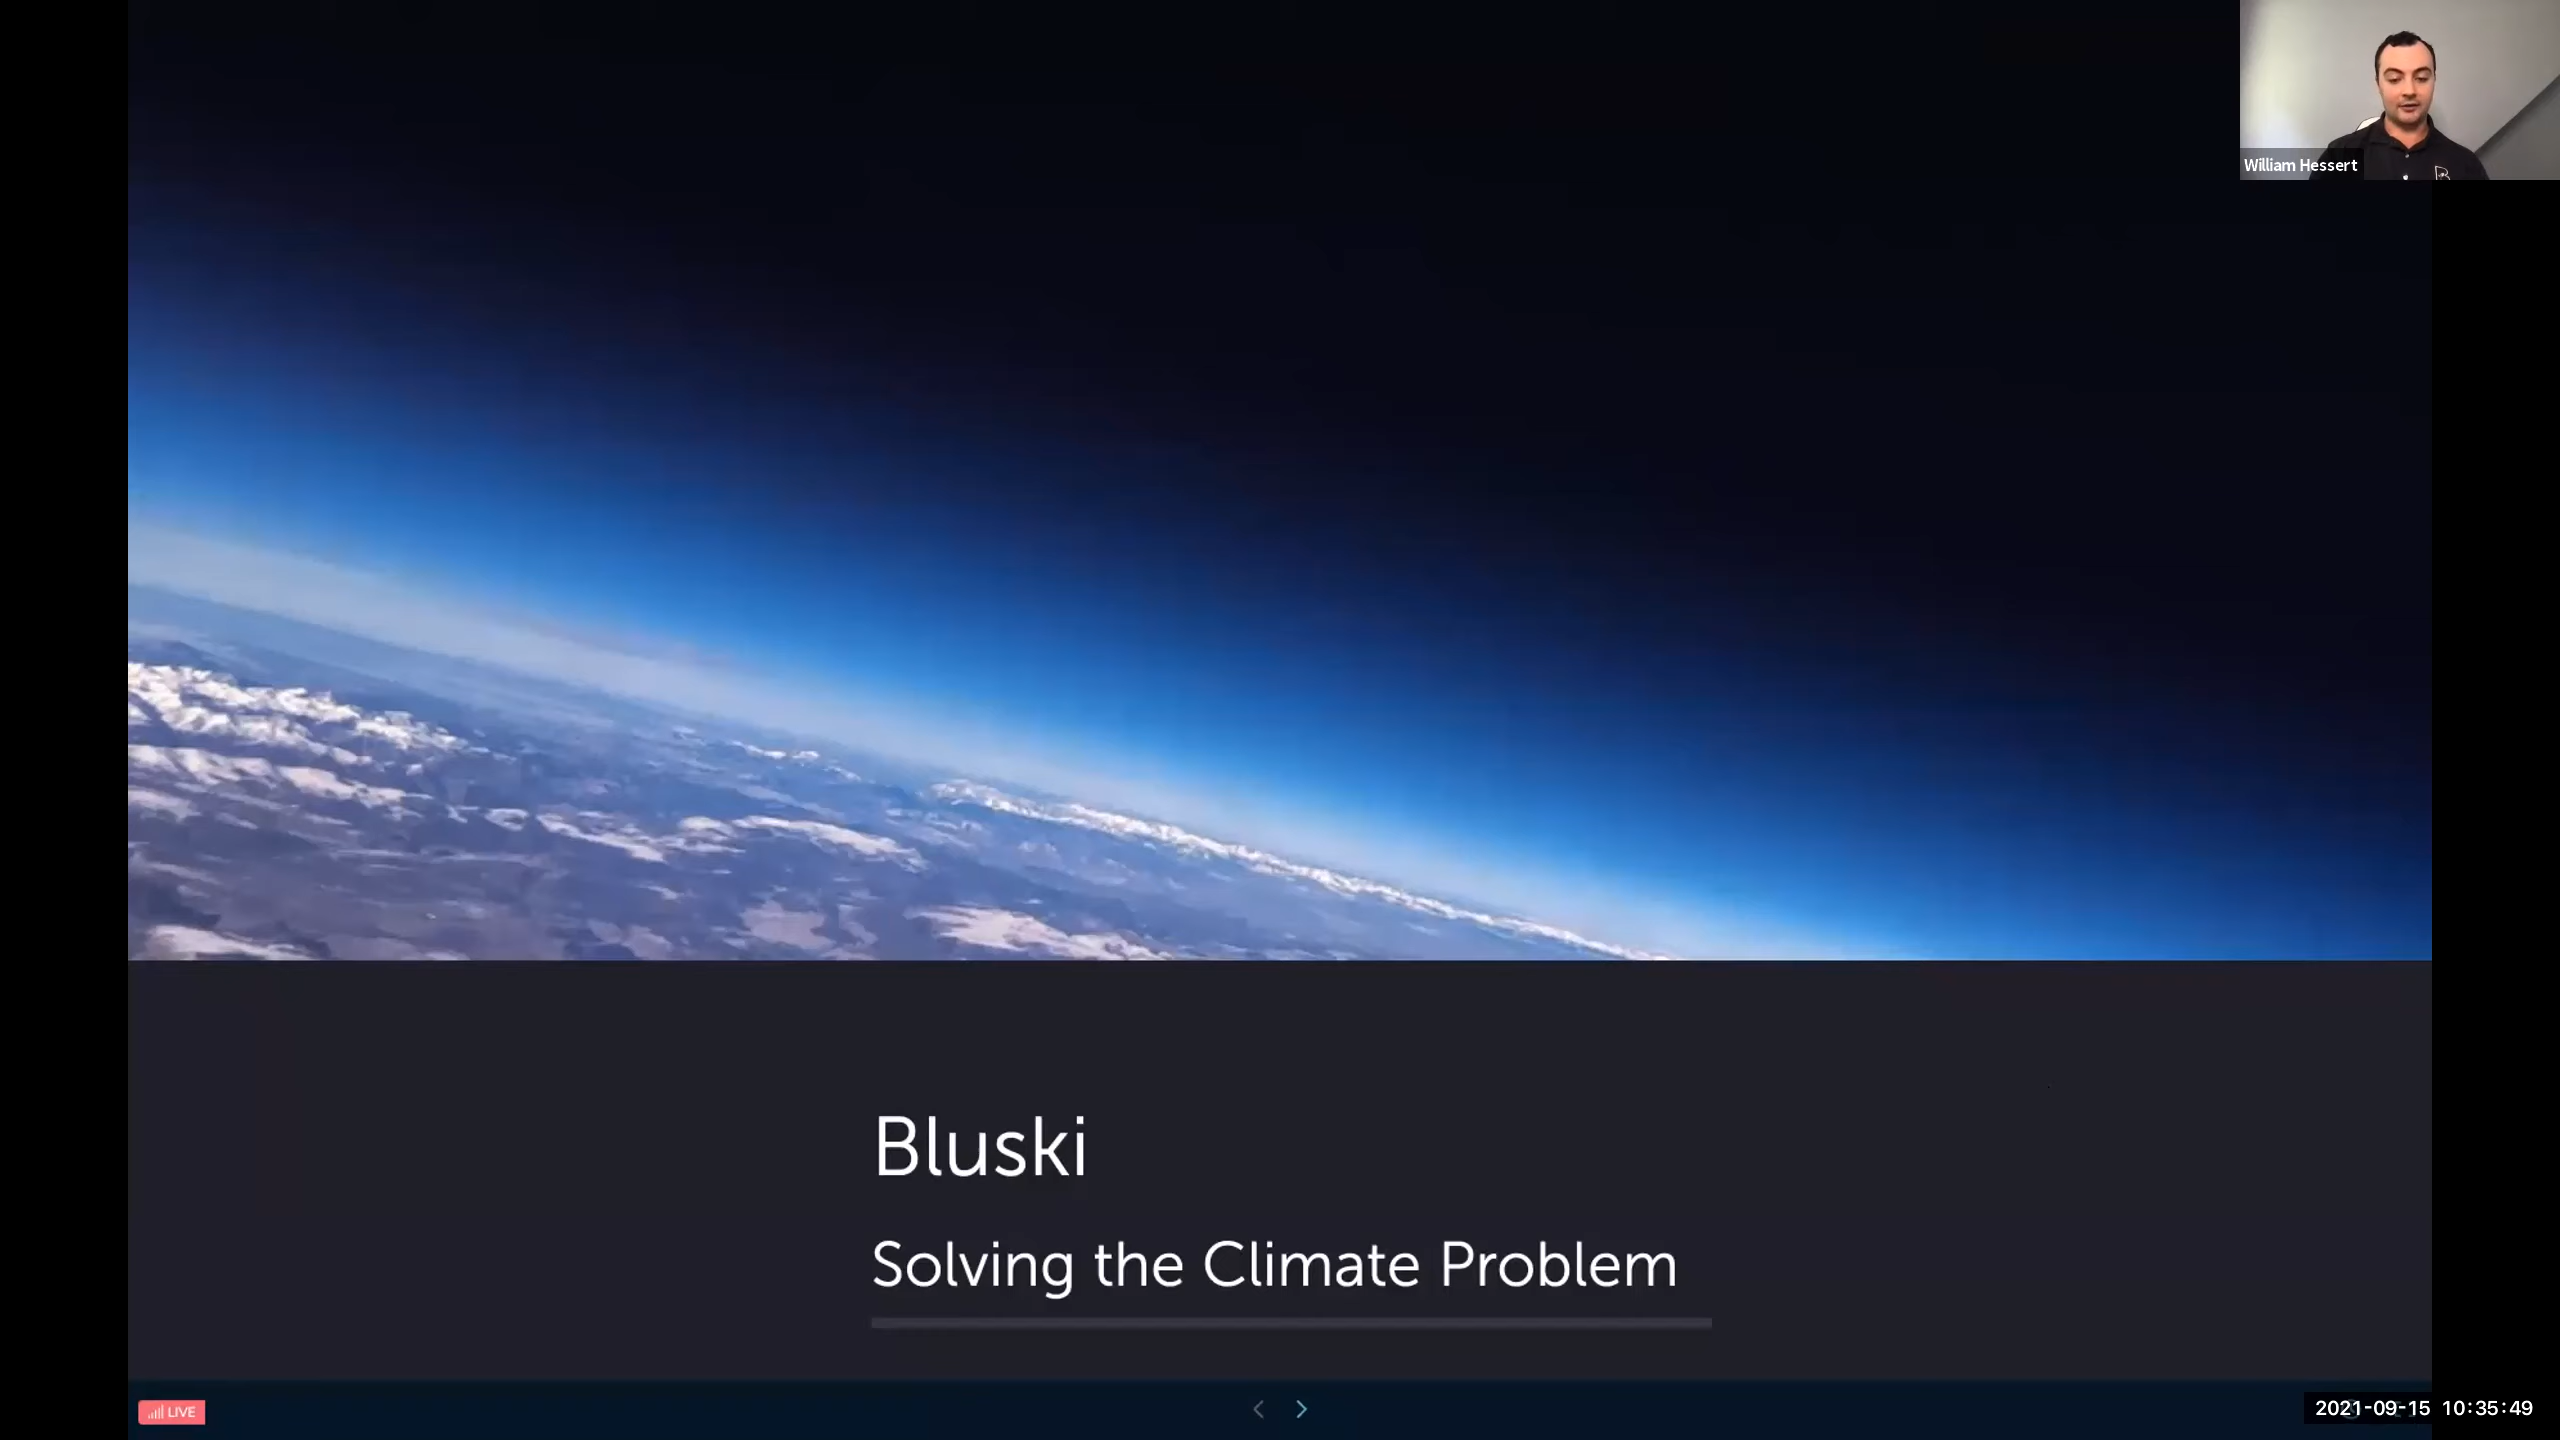 William Hessert
Bluski
Solving the Climate Problem
LIVE
2021-09-15 10:35:49